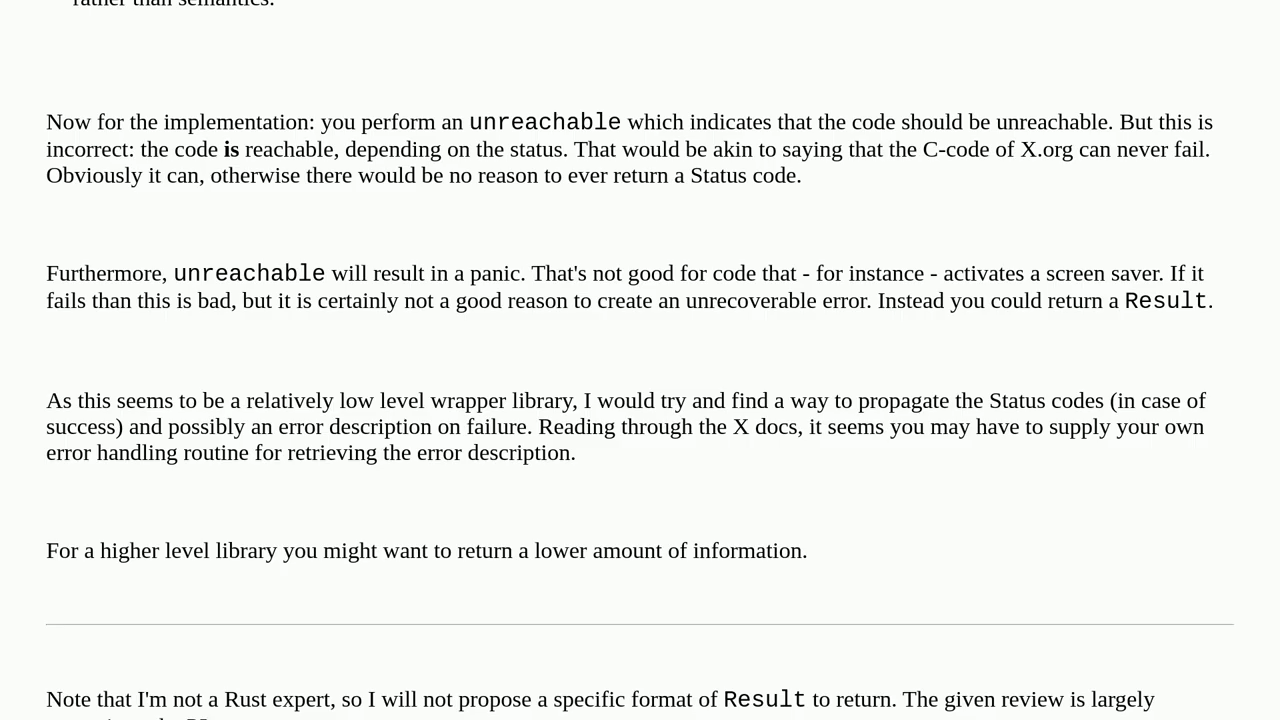 rather than semantics.
Now for the implementation: you perform an unreachable which indicates that the code should be unreachable. But this is
incorrect: the code is reachable, depending on the status. That would be akin to saying that the C-code of X.org can never fail.
Obviously it can, otherwise there would be no reason to ever return a Status code.
Furthermore, unreachable will result in a panic. That's not good for code that - for instance - activates a screen saver. If it
fails than this is bad, but it is certainly not a good reason to create an unrecoverable error. Instead you could return a Result.
As this seems to be a relatively low level wrapper library, I would try and find a way to propagate the Status codes (in case of
success) and possibly an error description on failure. Reading through the X docs, it seems you may have to supply your own
error handling routine for retrieving the error description.
For a higher level library you might want to return a lower amount of information.
Note that I'm not a Rust expert, so I will not propose a specific format of Result to return. The given review is largely